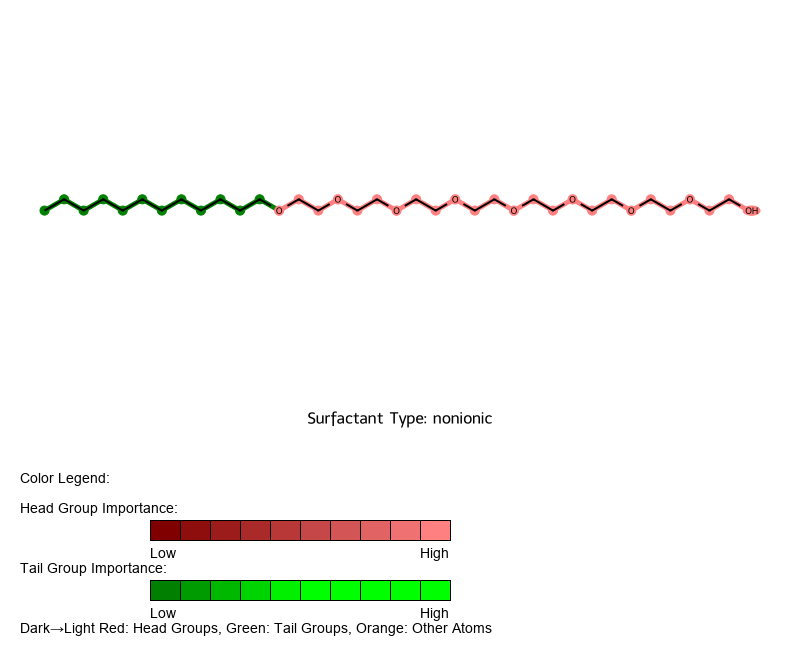 O O O O O O O O OH
Surfactant Type: nonionic
Color Legend:
Head Group Importance:
Low High
Tail Group Importance:
Low High
Dark→Light Red: Head Groups, Green: Tail Groups, Orange: Other Atoms